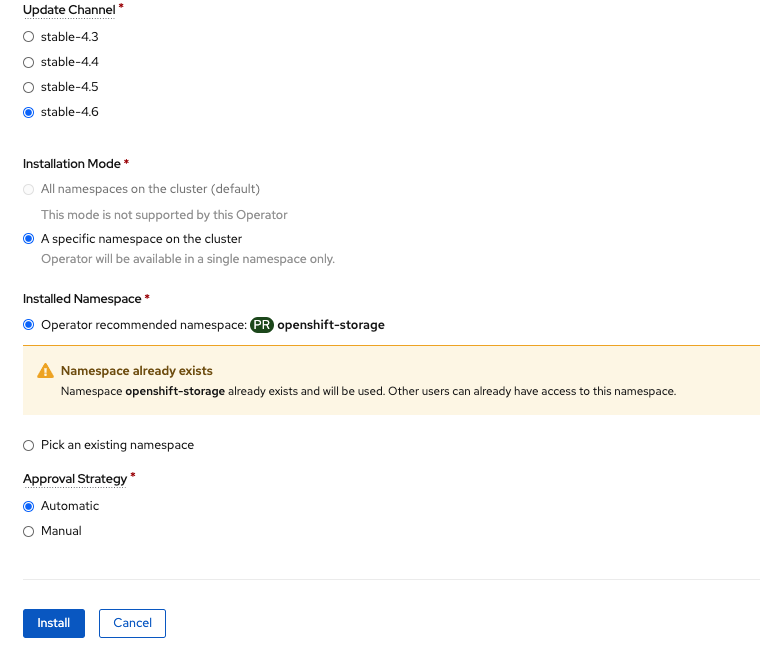 Update Channel *
stable-4.3
stable-4.4
stable-4.5
stable-4.6
Installation Mode *
All namespaces on the cluster (default)
This mode is not supported by this Operator
A specific namespace on the cluster
Operator will be available in a single namespace only.
Installed Namespace *
Operator recommended namespace: PR openshift-storage
Namespace already exists
Namespace openshift-storage already exists and will be used. Other users can already have access to this namespace.
Pick an existing namespace
Approval Strategy *
Automatic
Manual
Install Cancel